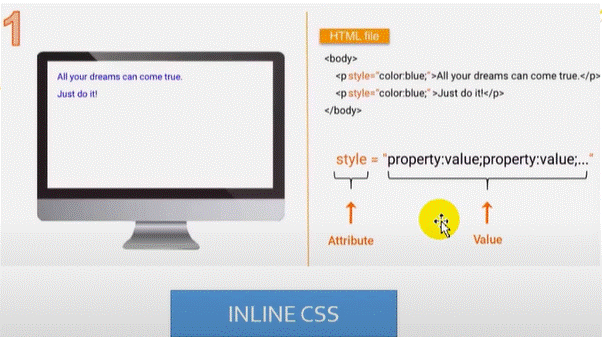 1
All your dreams can come true.
Just do it!
HTML file
<body>
<p style="color:blue;">All your dreams can come true.</p>
<p style="color:blue;" >Just do it!</p>
</body>
style = "property:value;property:value;..."
Attribute
Value
INLINE CSS